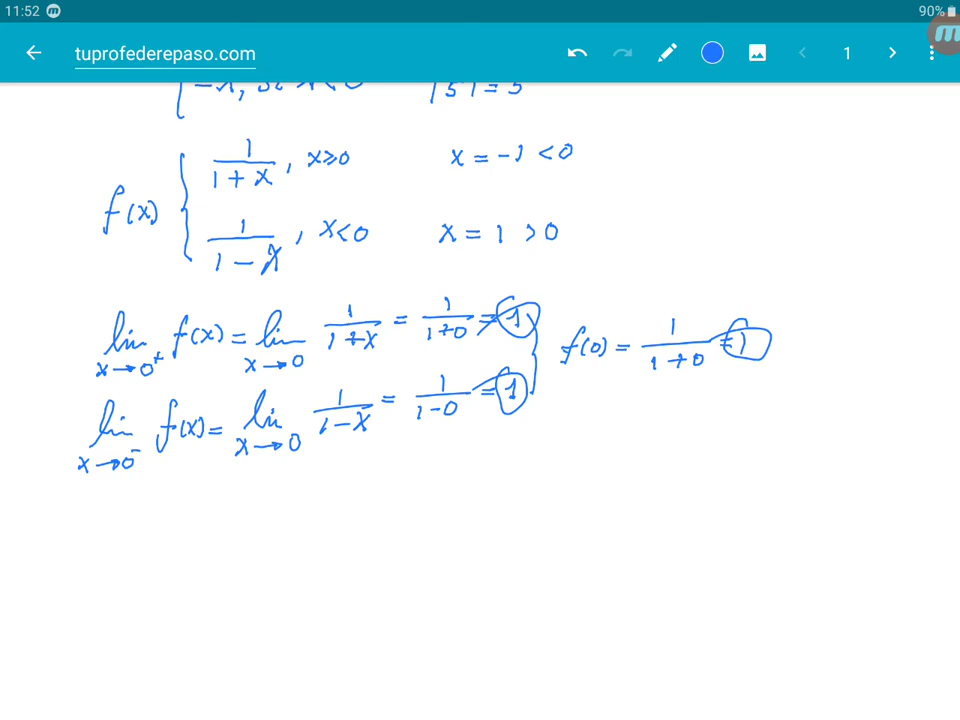 11:52 m 90%
tuprofederepaso.com 1
-x, si x<0 |5| = 5
f(x) { 1/(1+x), x≥0 x = -1 <0
1/(1-x), x<0 x = 1 >0
lim x→0⁺ f(x) = lim x→0 1/(1+x) = 1/(1+0) = 1
f(0) = 1/(1+0) = 1
lim x→0⁻ f(x) = lim x→0 1/(1-x) = 1/(1-0) = 1